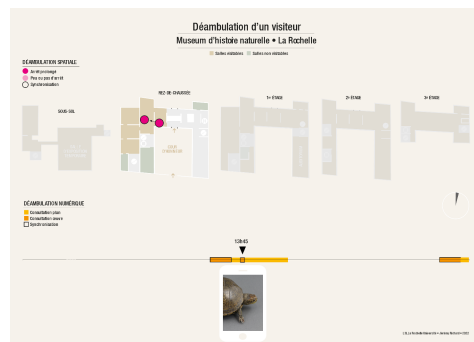 Déambulation d'un visiteur
Museum d'histoire naturelle • La Rochelle
Salles visitables Salles non visitables
DÉAMBULATION SPATIALE
Arrêt prolongé
Peu ou pas d'arrêt
Synchronisation
SOUS-SOL
REZ-DE-CHAUSSÉE
1er ÉTAGE
2e ÉTAGE
3e ÉTAGE
COUR
DÉAMBULATION NUMÉRIQUE
Consultation plan
Consultation œuvre
Synchronisation
13h45